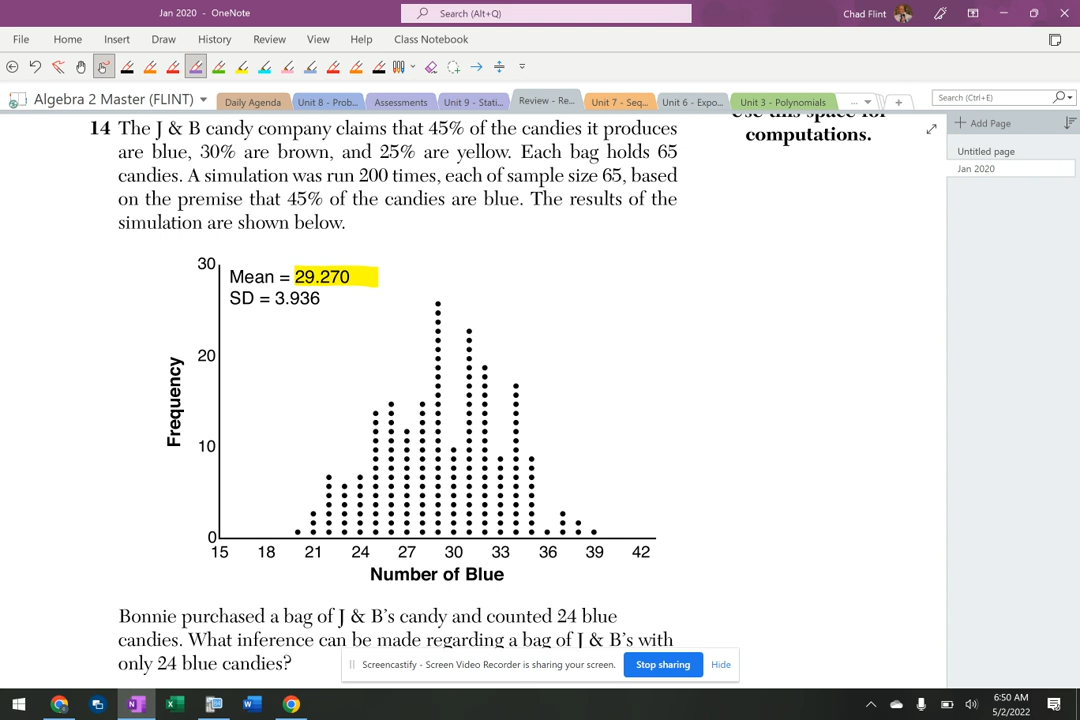 Jan 2020 - OneNote
Search (Alt+Q)
Chad Flint
File Home Insert Draw History Review View Help Class Notebook
Algebra 2 Master (FLINT)
Daily Agenda Unit 8 - Prob... Assessments Unit 9 - Stati... Review - Re... Unit 7 - Seq... Unit 6 - Expo... Unit 3 - Polynomials ...
Search (Ctrl+E)
Add Page
Untitled page
Jan 2020
Use this space for
computations.
14 The J & B candy company claims that 45% of the candies it produces
are blue, 30% are brown, and 25% are yellow. Each bag holds 65
candies. A simulation was run 200 times, each of sample size 65, based
on the premise that 45% of the candies are blue. The results of the
simulation are shown below.
30
Mean = 29.270
SD = 3.936
20
Frequency
10
0
15 18 21 24 27 30 33 36 39 42
Number of Blue
Bonnie purchased a bag of J & B's candy and counted 24 blue
candies. What inference can be made regarding a bag of J & B's with
only 24 blue candies?
Screencastify - Screen Video Recorder is sharing your screen.
Stop sharing
Hide
6:50 AM
5/2/2022